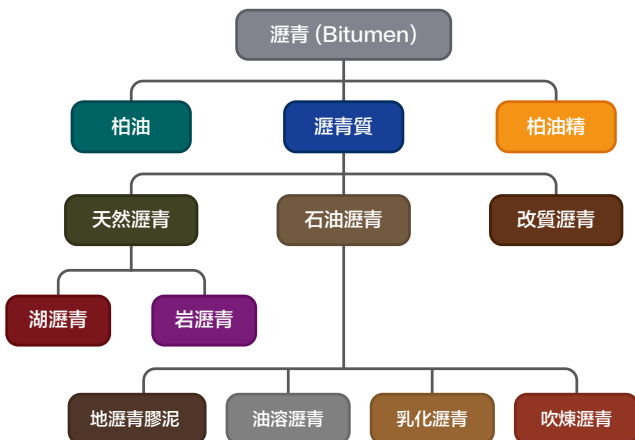 瀝青 (Bitumen)
柏油
瀝青質
柏油精
天然瀝青
石油瀝青
改質瀝青
湖瀝青
岩瀝青
地瀝青膠泥
油溶瀝青
乳化瀝青
吹煉瀝青